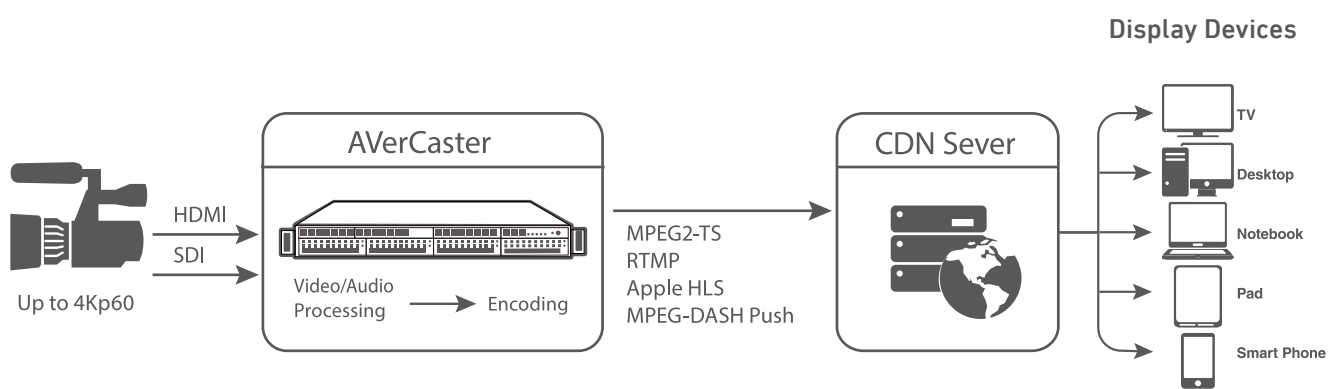 Display Devices
AVerCaster
CDN Sever
HDMI
SDI
Up to 4Kp60
Video/Audio
Processing
Encoding
MPEG2-TS
RTMP
Apple HLS
MPEG-DASH Push
TV
Desktop
Notebook
Pad
Smart Phone